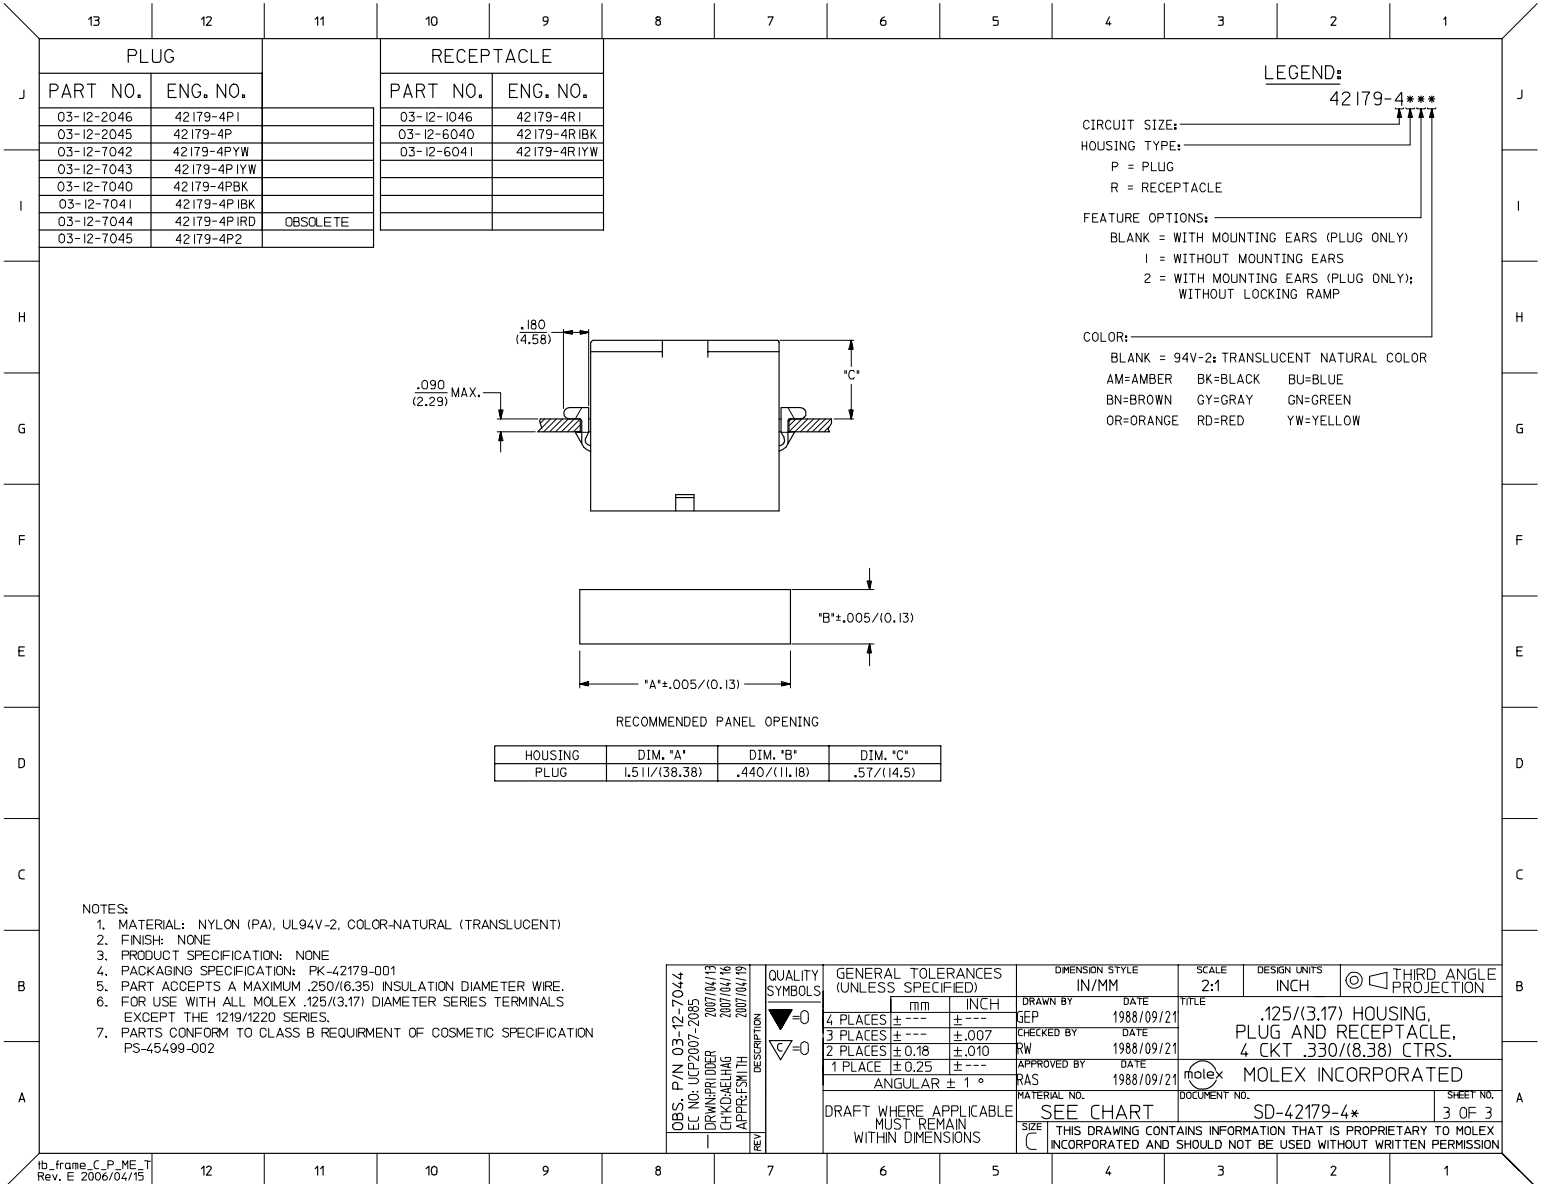 13 12 11 10 9 8 7 6 5 4 3 2 1
J
I
H
G
F
E
D
C
B
A
PLUG
PART NO. ENG. NO.
03-12-2046 42179-4P1
03-12-2045 42179-4P
03-12-7042 42179-4PYW
03-12-7043 42179-4P1YW
03-12-7040 42179-4PBK
03-12-7041 42179-4P1BK
03-12-7044 42179-4P1RD OBSOLETE
03-12-7045 42179-4P2
RECEPTACLE
PART NO. ENG. NO.
03-12-1046 42179-4R1
03-12-6040 42179-4R1BK
03-12-6041 42179-4R1YW
LEGEND:
42179-4***
CIRCUIT SIZE:
HOUSING TYPE:
P = PLUG
R = RECEPTACLE
FEATURE OPTIONS:
BLANK = WITH MOUNTING EARS (PLUG ONLY)
1 = WITHOUT MOUNTING EARS
2 = WITH MOUNTING EARS (PLUG ONLY);
WITHOUT LOCKING RAMP
COLOR:
BLANK = 94V-2; TRANSLUCENT NATURAL COLOR
AM=AMBER BK=BLACK BU=BLUE
BN=BROWN GY=GRAY GN=GREEN
OR=ORANGE RD=RED YW=YELLOW
.180
(4.58)
.090
(2.29)
MAX.
"C"
"B"±.005/(0.13)
"A"±.005/(0.13)
RECOMMENDED PANEL OPENING
HOUSING DIM. "A" DIM. "B" DIM. "C"
PLUG 1.511/(38.38) .440/(11.18) .57/(14.5)
NOTES:
1. MATERIAL: NYLON (PA), UL94V-2, COLOR-NATURAL (TRANSLUCENT)
2. FINISH: NONE
3. PRODUCT SPECIFICATION: NONE
4. PACKAGING SPECIFICATION: PK-42179-001
5. PART ACCEPTS A MAXIMUM .250/(6.35) INSULATION DIAMETER WIRE.
6. FOR USE WITH ALL MOLEX .125/(3.17) DIAMETER SERIES TERMINALS
EXCEPT THE 1219/1220 SERIES.
7. PARTS CONFORM TO CLASS B REQUIRMENT OF COSMETIC SPECIFICATION
PS-45499-002
OBS. P/N 03-12-7044
EC NO: UCP2007-2085
DRWN:PRIDDER 2007/04/13
CH'KD:AELHAG 2007/04/16
APPR:FSMITH 2007/04/19
REV DESCRIPTION
QUALITY
SYMBOLS
=0
C =0
GENERAL TOLERANCES
(UNLESS SPECIFIED)
mm INCH
4 PLACES ± --- ± ---
3 PLACES ± --- ±.007
2 PLACES ±0.18 ±.010
1 PLACE ±0.25 ± ---
ANGULAR ± 1 °
DRAFT WHERE APPLICABLE
MUST REMAIN
WITHIN DIMENSIONS
DIMENSION STYLE
IN/MM
SCALE
2:1
DESIGN UNITS
INCH
THIRD ANGLE
PROJECTION
DRAWN BY DATE
GEP 1988/09/21
CHECKED BY DATE
RW 1988/09/21
APPROVED BY DATE
RAS 1988/09/21
TITLE
.125/(3.17) HOUSING,
PLUG AND RECEPTACLE,
4 CKT .330/(8.38) CTRS.
molex MOLEX INCORPORATED
MATERIAL NO.
SEE CHART
DOCUMENT NO.
SD-42179-4*
SHEET NO.
3 OF 3
SIZE
C
THIS DRAWING CONTAINS INFORMATION THAT IS PROPRIETARY TO MOLEX
INCORPORATED AND SHOULD NOT BE USED WITHOUT WRITTEN PERMISSION
J
I
H
G
F
E
D
C
B
A
tb_frame_C_P_ME_T
Rev. E 2006/04/15
12 11 10 9 8 7 6 5 4 3 2 1